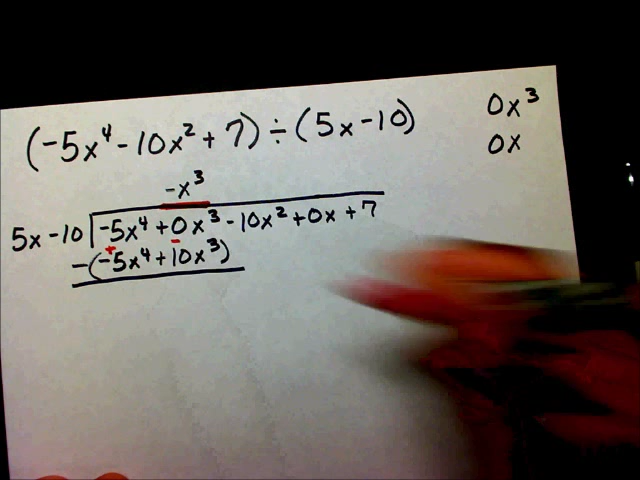 (-5x⁴ - 10x² + 7) ÷ (5x - 10)
0x³
0x
-x³
5x - 10 -5x⁴ + 0x³ - 10x² + 0x + 7
+ -
-(-5x⁴ + 10x³)